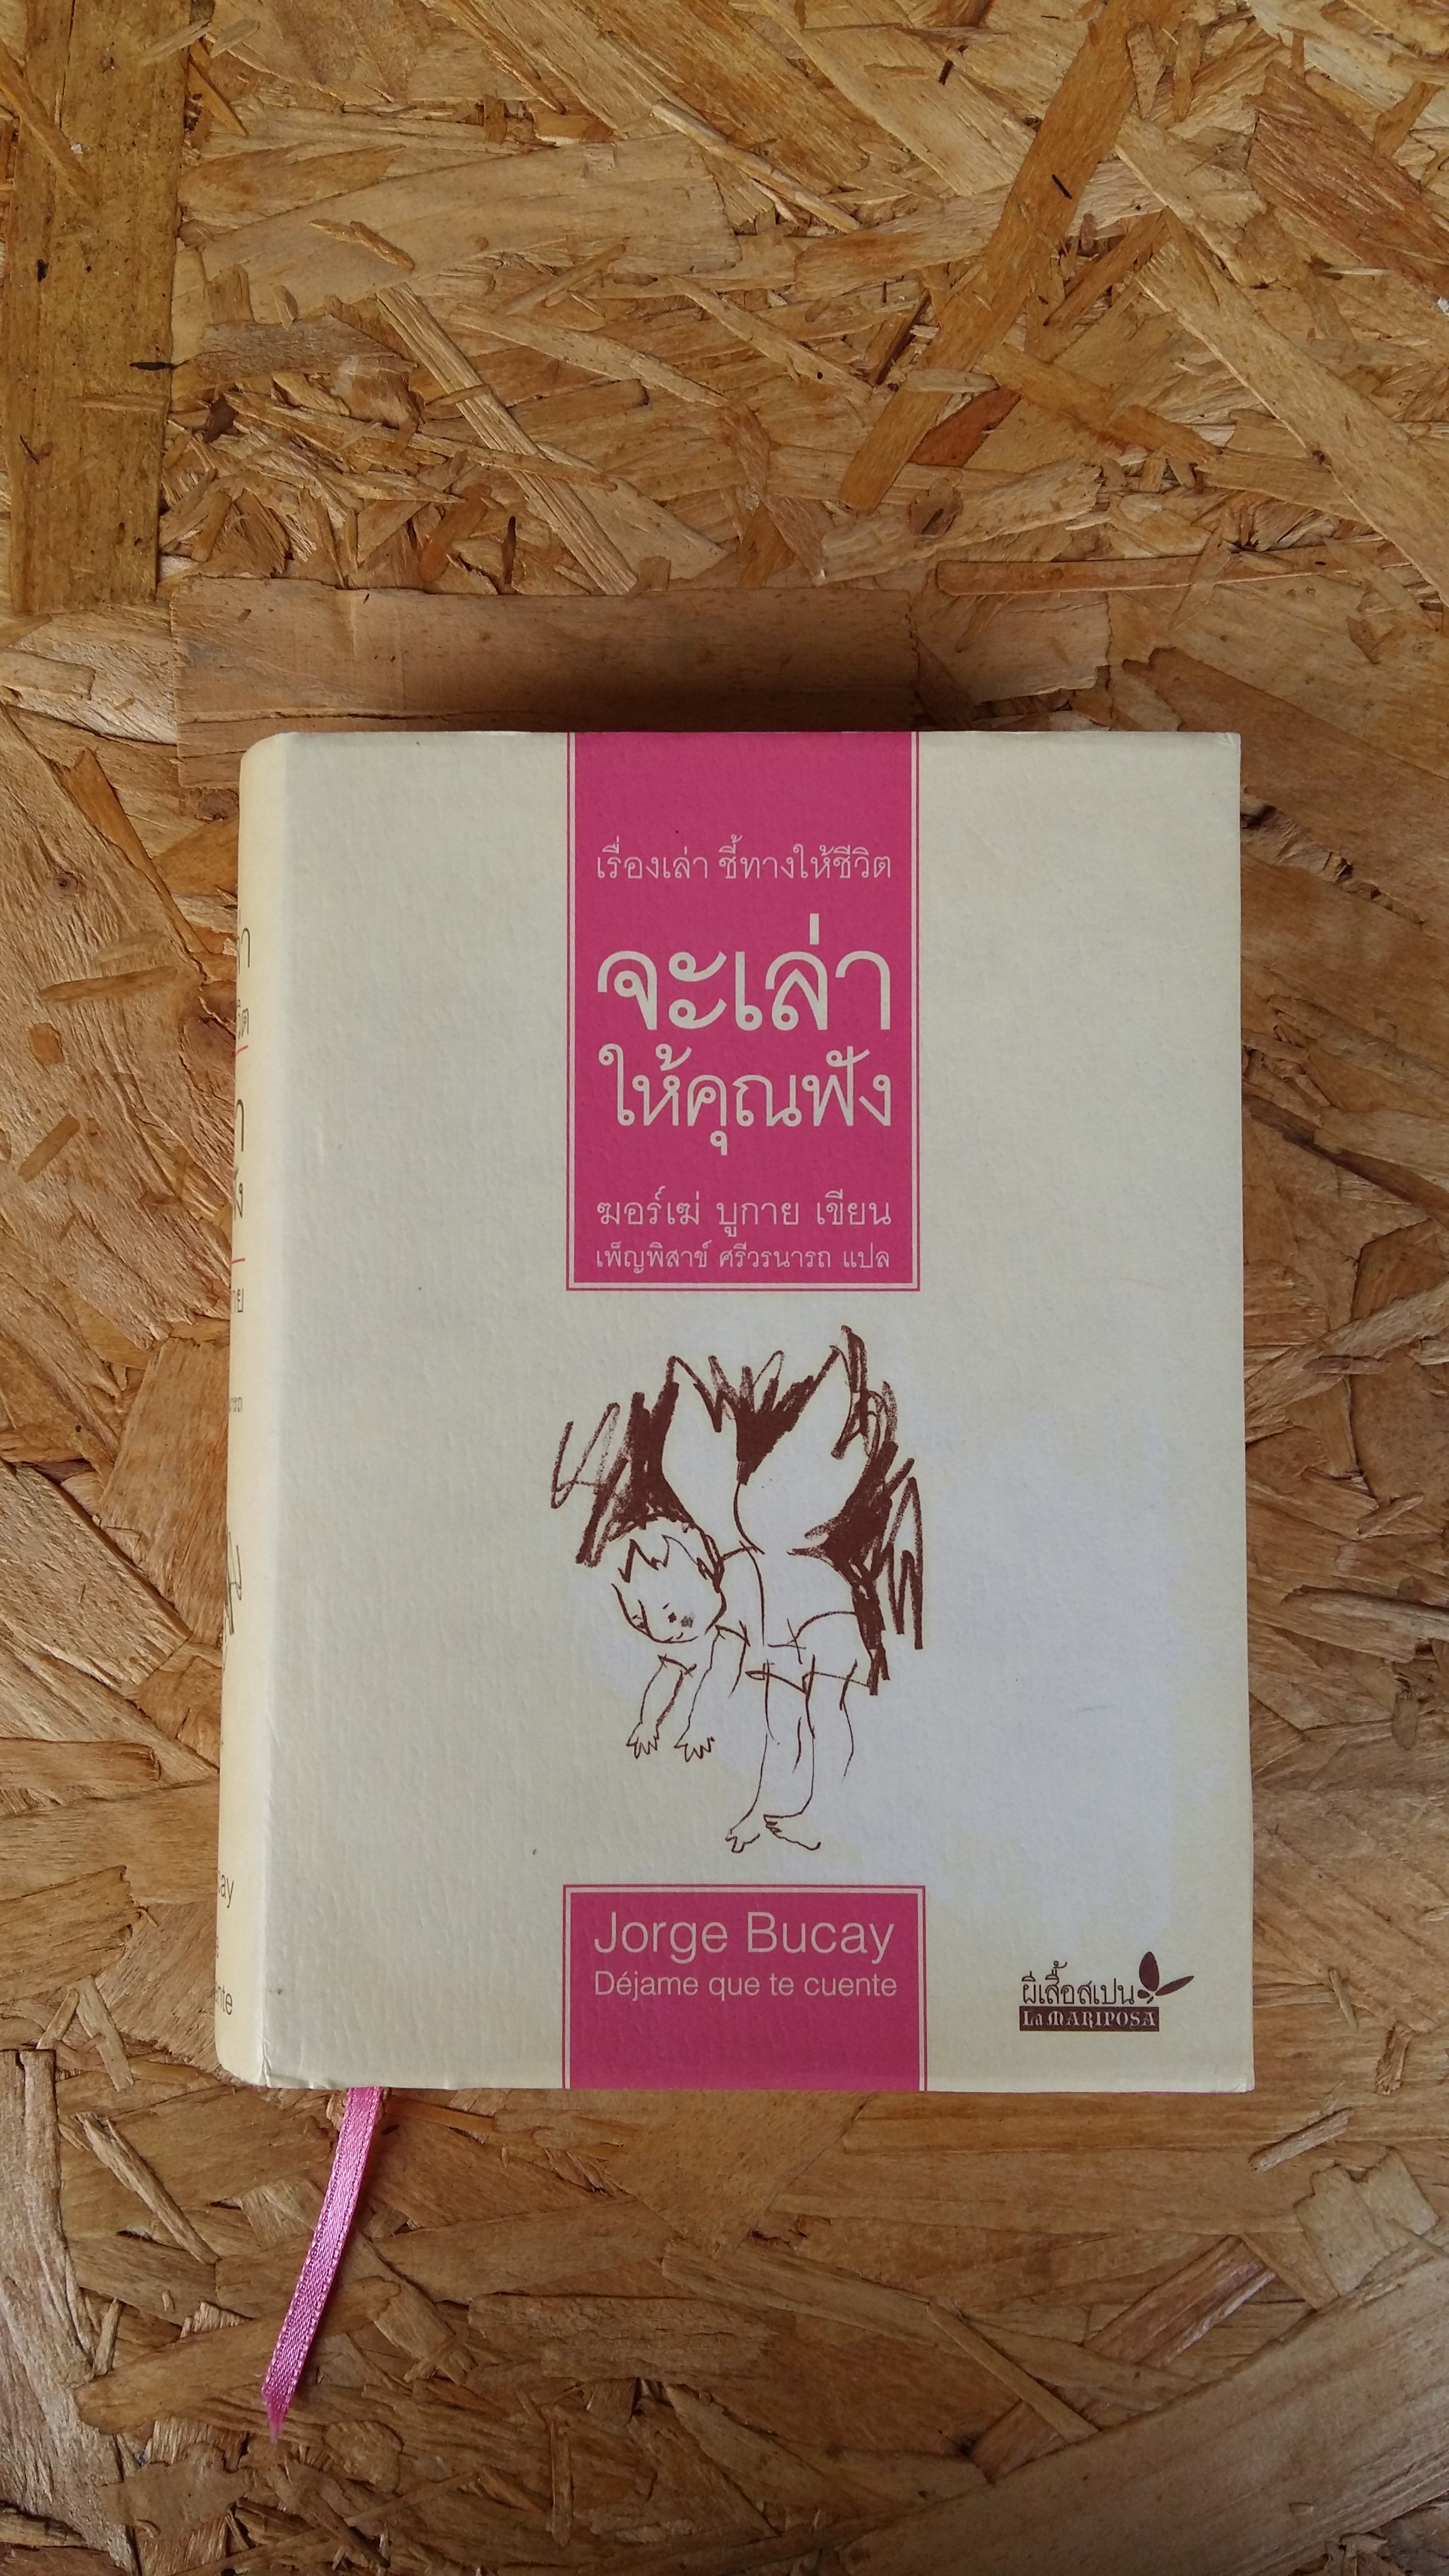 เรื่องเล่า ชี้ทางให้ชีวิต
จะเล่า
ให้คุณฟัง
ฆอร์เฆ่ บูกาย เขียน
เพ็ญพิสาข์ ศรีวรนารถ แปล
Jorge Bucay
Déjame que te cuente
ผีเสื้อสเปน
La MARIPOSA